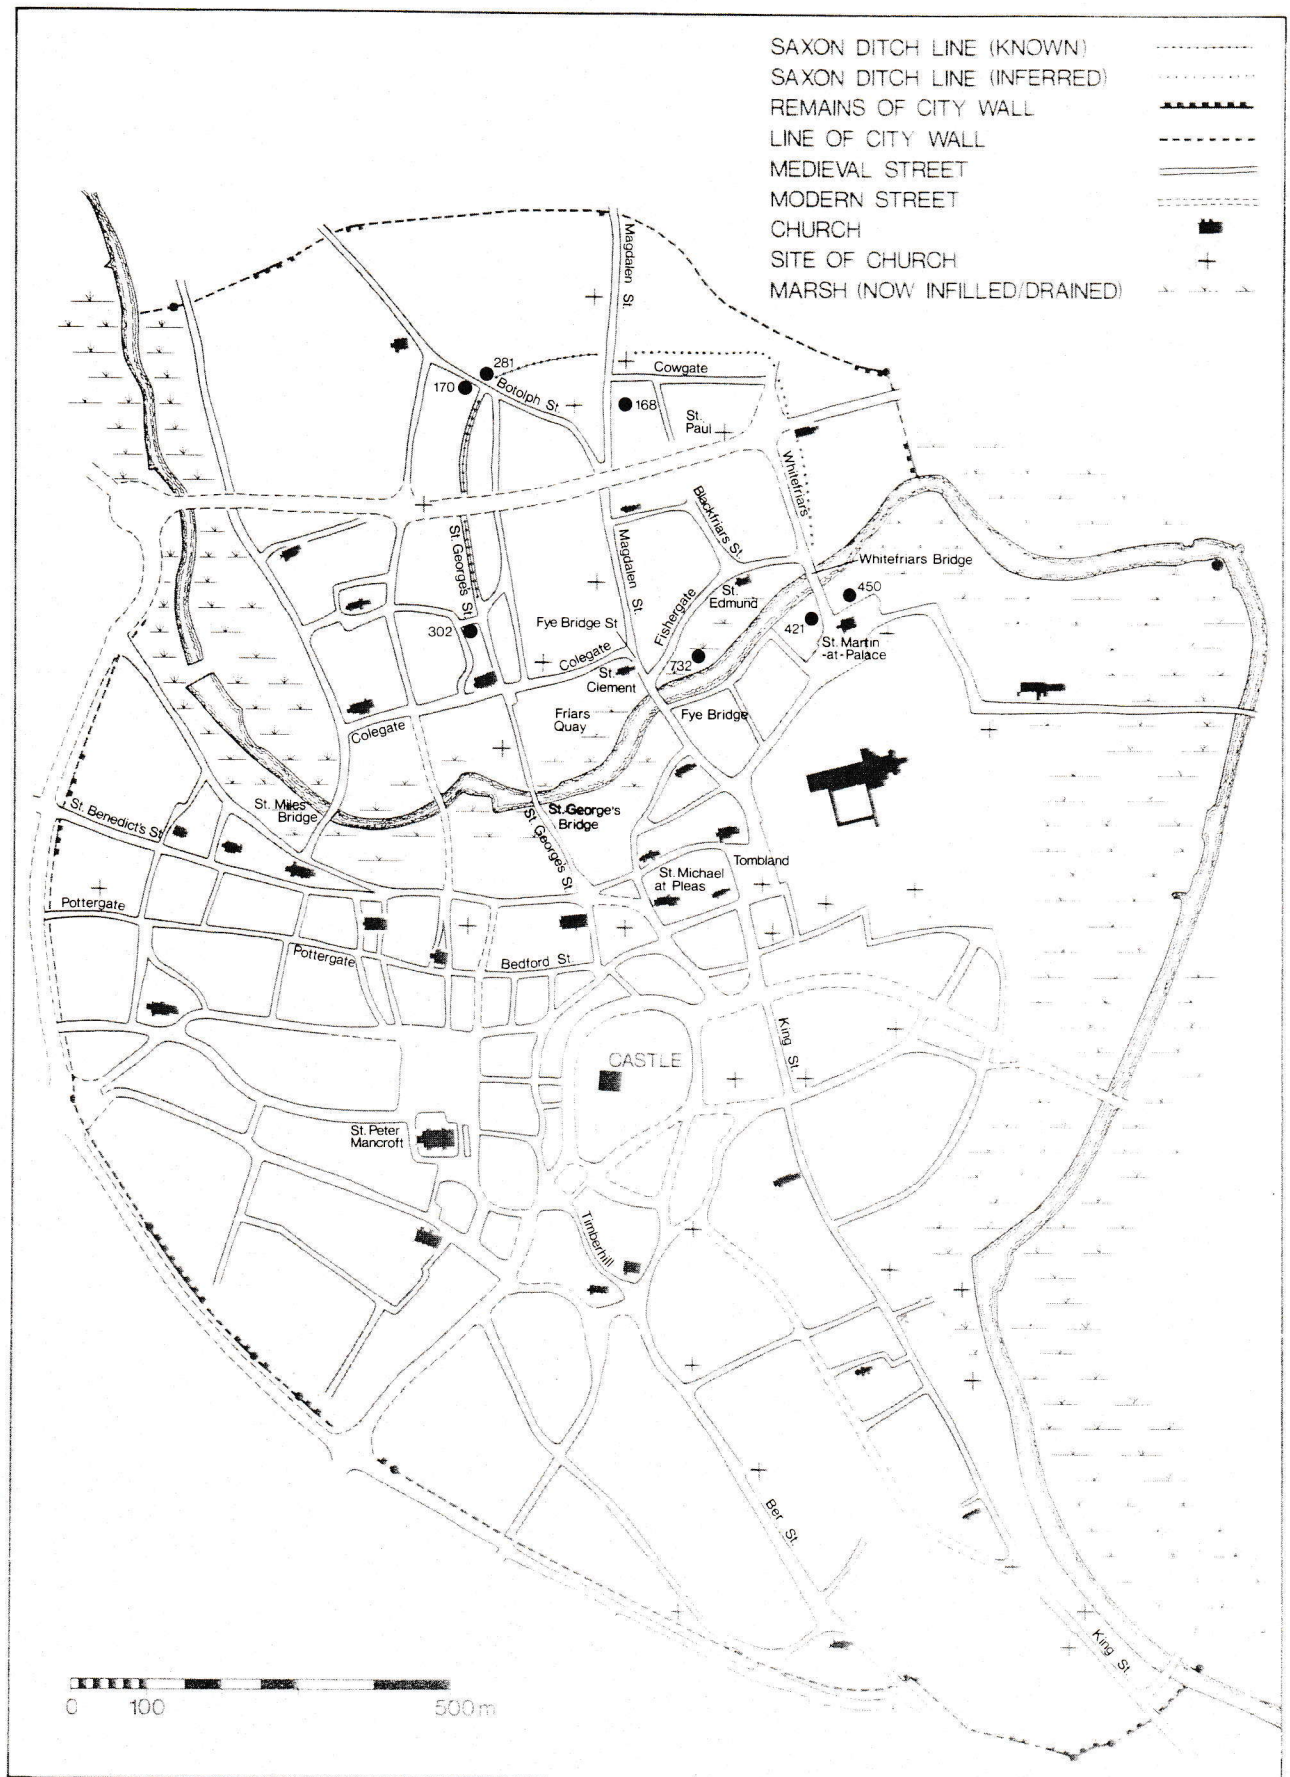 SAXON DITCH LINE (KNOWN)
SAXON DITCH LINE (INFERRED)
REMAINS OF CITY WALL
LINE OF CITY WALL
MEDIEVAL STREET
MODERN STREET
CHURCH
SITE OF CHURCH
MARSH (NOW INFILLED/DRAINED)
Magdalen St.
281
170
Botolph St.
Cowgate
168
St.
Paul
Whitefriars
Blackfriars St.
St. Georges St.
Magdalen St.
Whitefriars Bridge
Fishergate
St.
Edmund
450
302
Fye Bridge St
421
St. Martin
-at-Palace
Colegate
St.
Clement
732
Friars
Quay
Fye Bridge
Colegate
St. Benedict's St
St. Miles
Bridge
St.George's
Bridge
St. George's St
Tombland
St. Michael
at Pleas
Pottergate
Pottergate
Bedford St.
King St.
CASTLE
St. Peter
Mancroft
Timberhill
Ber St.
King St.
0 100 500m